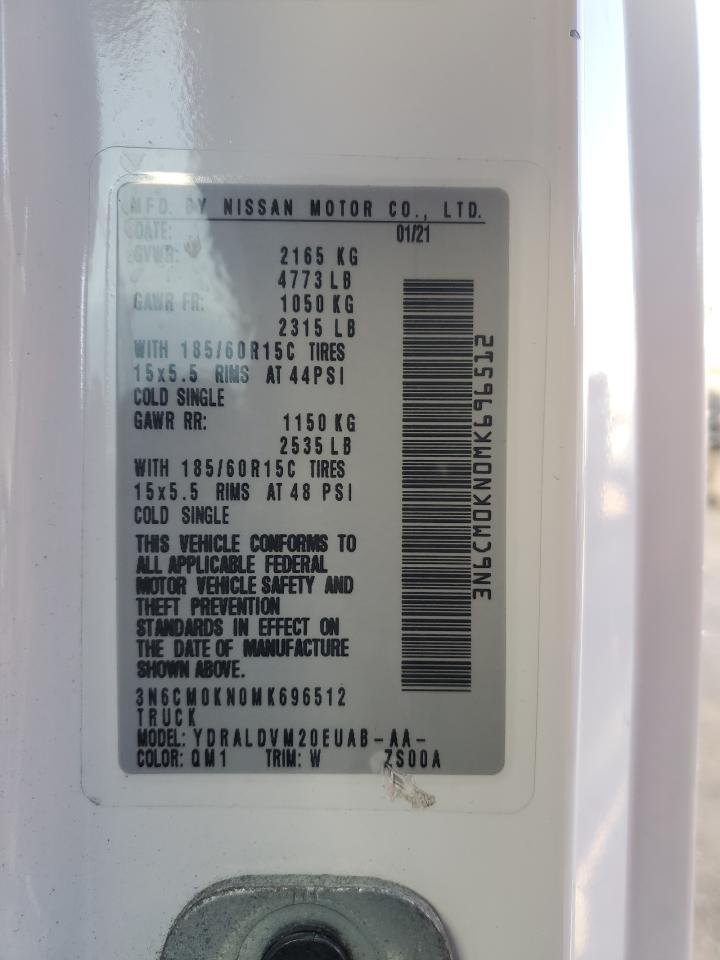 MFD. BY NISSAN MOTOR CO., LTD.
DATE: 01/21
GVWR: 2165 KG
4773 LB
GAWR FR: 1050 KG
2315 LB
WITH 185/60R15C TIRES
15x5.5 RIMS AT 44PSI
COLD SINGLE
GAWR RR: 1150 KG
2535 LB
WITH 185/60R15C TIRES
15x5.5 RIMS AT 48 PSI
COLD SINGLE
THIS VEHICLE CONFORMS TO
ALL APPLICABLE FEDERAL
MOTOR VEHICLE SAFETY AND
THEFT PREVENTION
STANDARDS IN EFFECT ON
THE DATE OF MANUFACTURE
SHOWN ABOVE.
3N6CM0KN0MK696512
TRUCK
MODEL: YDRALDVM20EUAB-AA-
COLOR: QM1 TRIM: W ZS00A
3N6CM0KN0MK696512